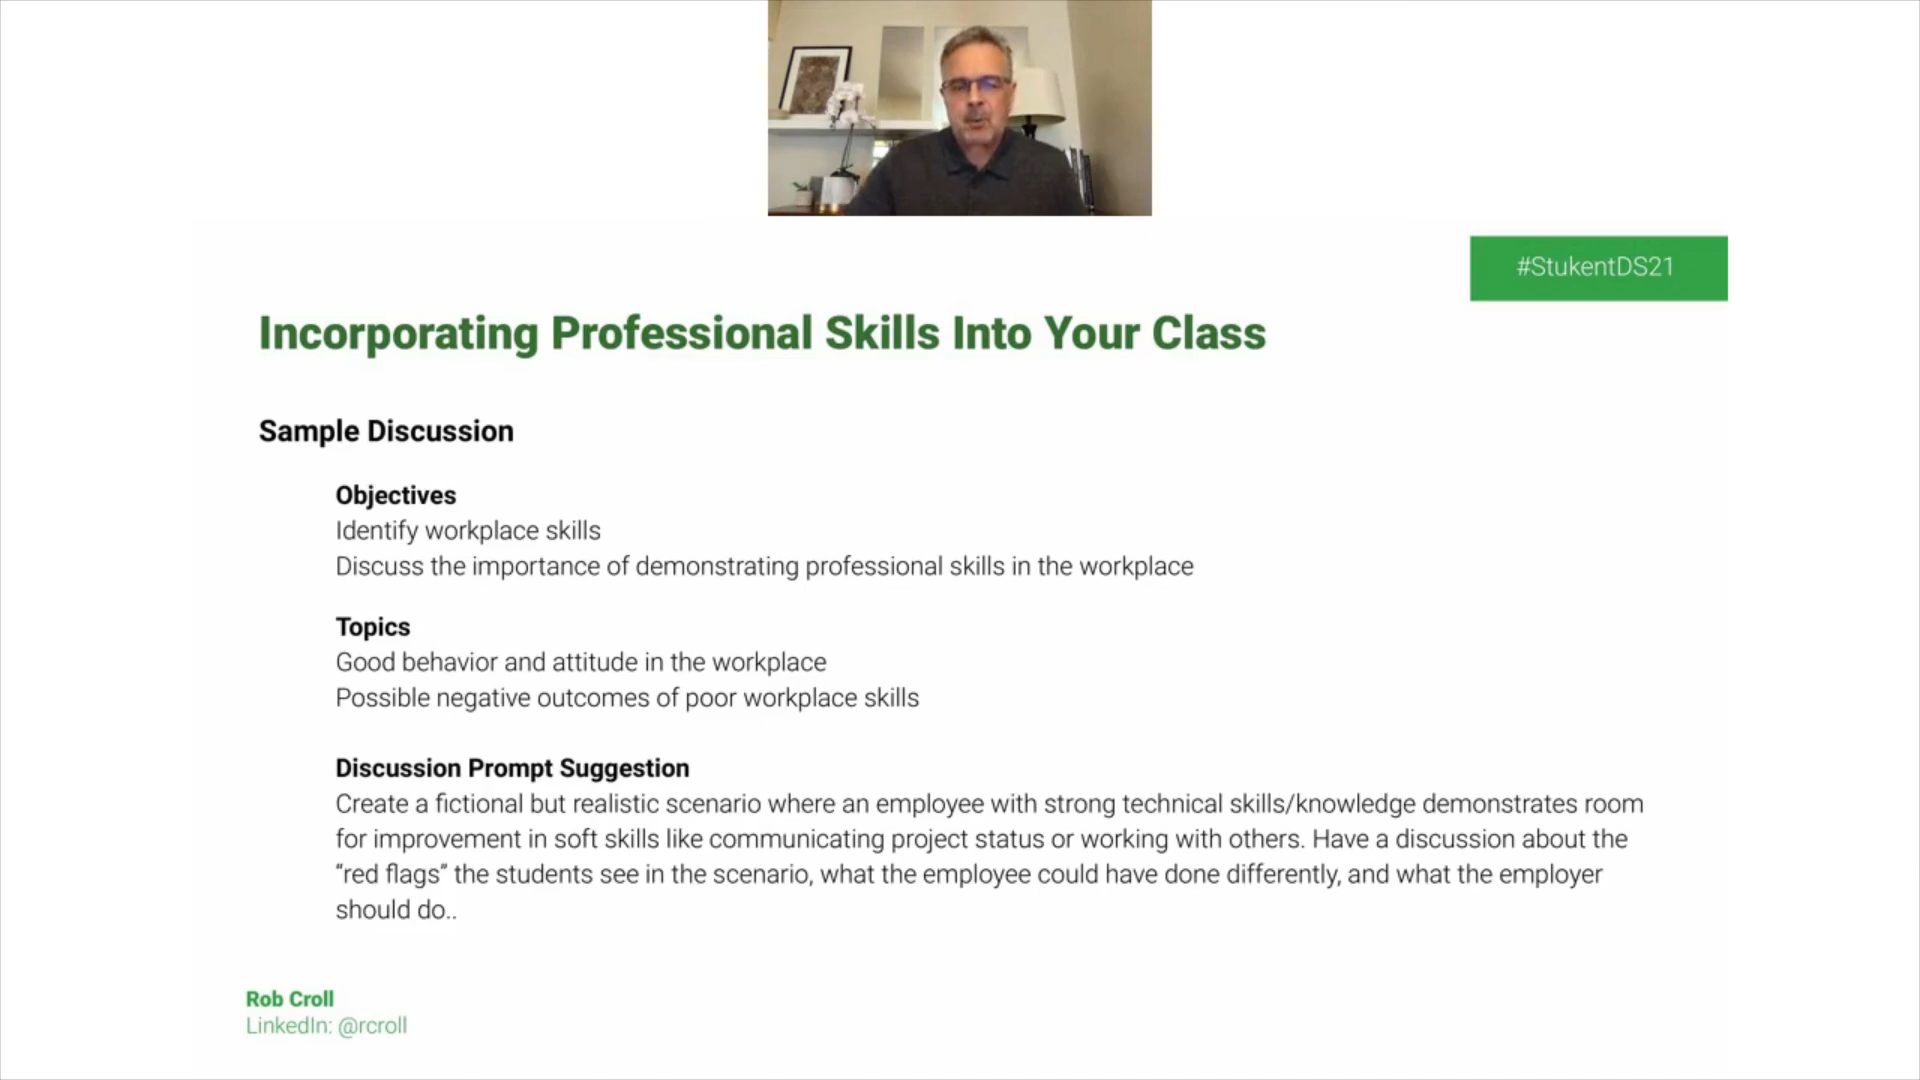 #StukentDS21
Incorporating Professional Skills Into Your Class
Sample Discussion
Objectives
Identify workplace skills
Discuss the importance of demonstrating professional skills in the workplace
Topics
Good behavior and attitude in the workplace
Possible negative outcomes of poor workplace skills
Discussion Prompt Suggestion
Create a fictional but realistic scenario where an employee with strong technical skills/knowledge demonstrates room
for improvement in soft skills like communicating project status or working with others. Have a discussion about the
“red flags” the students see in the scenario, what the employee could have done differently, and what the employer
should do..
Rob Croll
LinkedIn: @rcroll